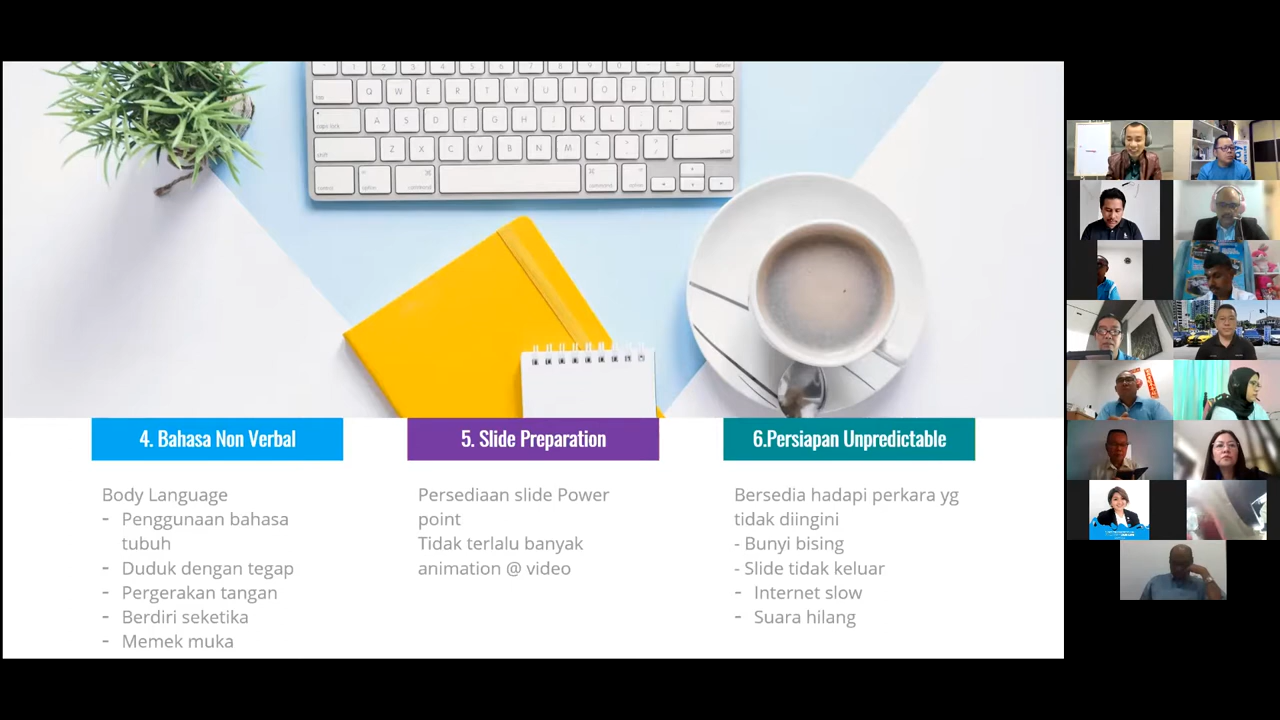 4. Bahasa Non Verbal
Body Language
- Penggunaan bahasa
tubuh
- Duduk dengan tegap
- Pergerakan tangan
- Berdiri seketika
- Memek muka
5. Slide Preparation
Persediaan slide Power
point
Tidak terlalu banyak
animation @ video
6.Persiapan Unpredictable
Bersedia hadapi perkara yg
tidak diingini
- Bunyi bising
- Slide tidak keluar
- Internet slow
- Suara hilang